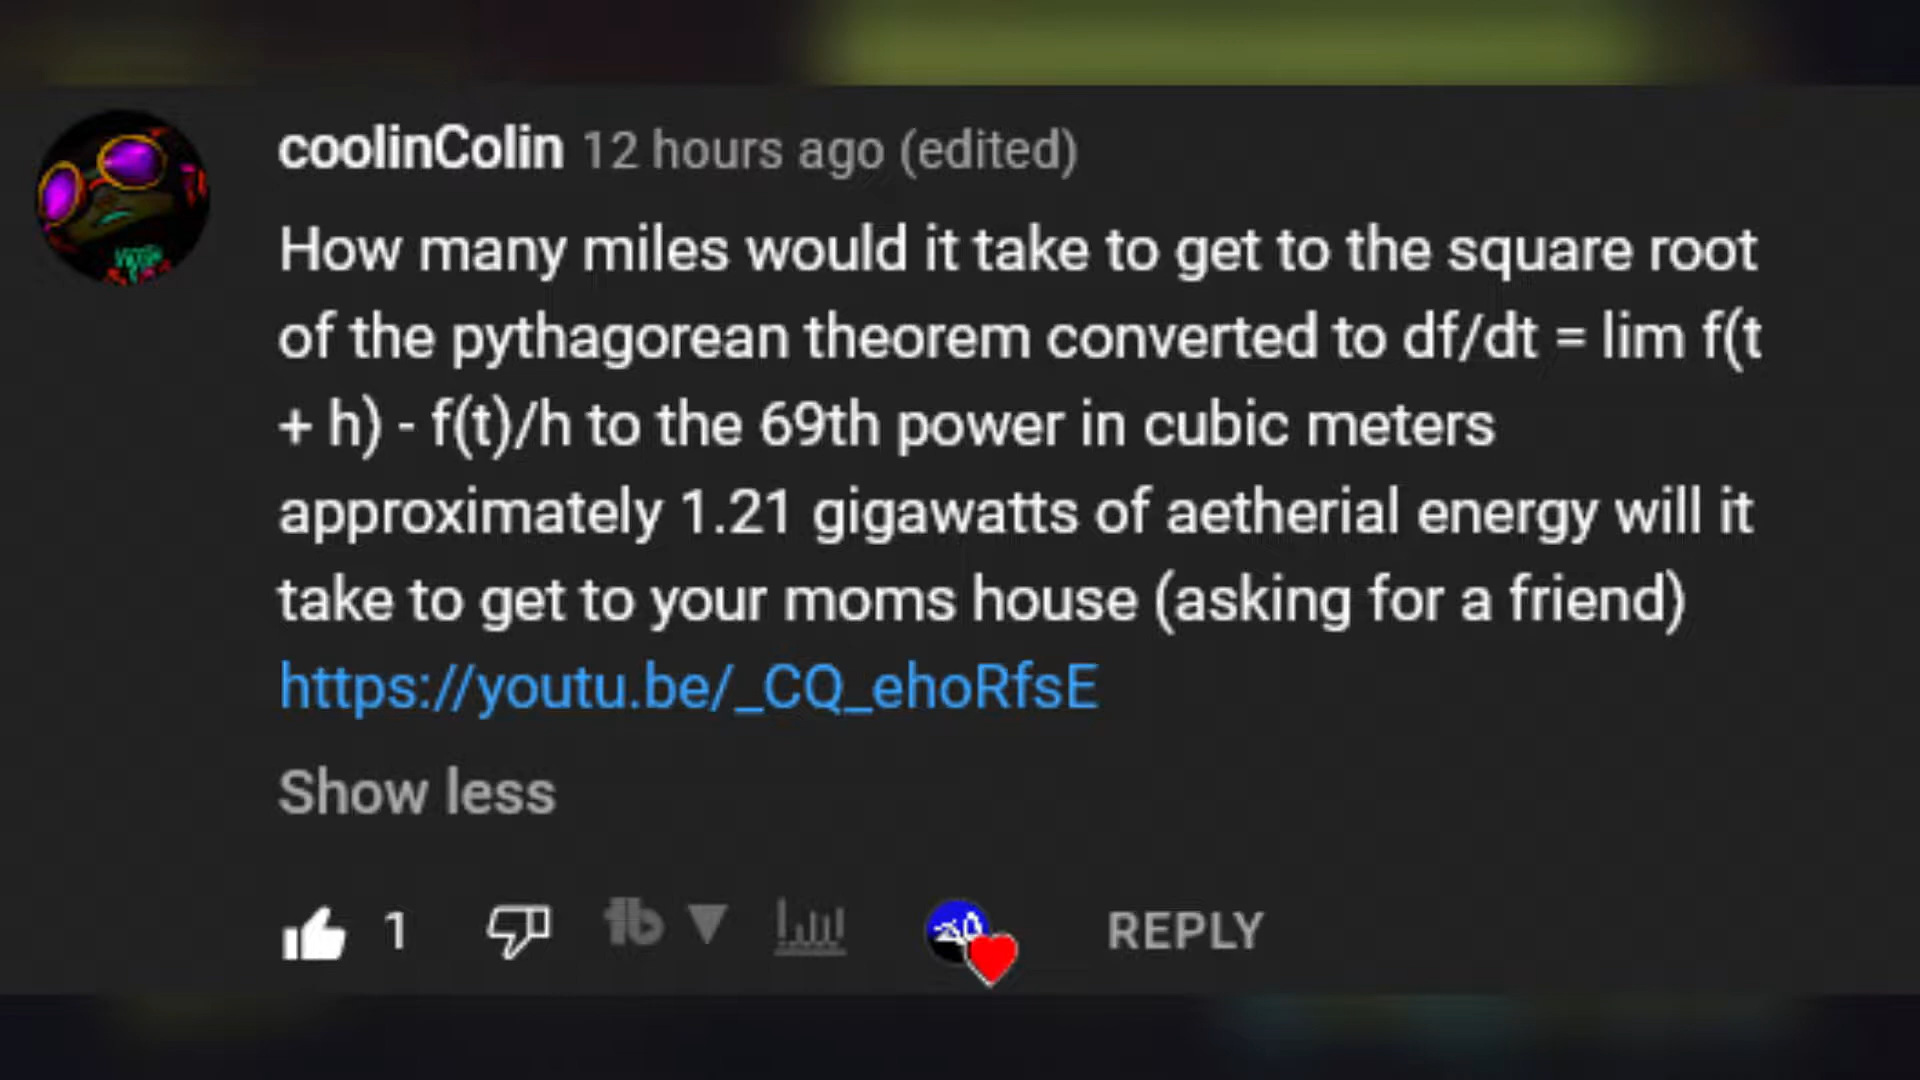 coolinColin 12 hours ago (edited)
How many miles would it take to get to the square root
of the pythagorean theorem converted to df/dt = lim f(t
+ h) - f(t)/h to the 69th power in cubic meters
approximately 1.21 gigawatts of aetherial energy will it
take to get to your moms house (asking for a friend)
https://youtu.be/_CQ_ehoRfsE
Show less
1 tb REPLY